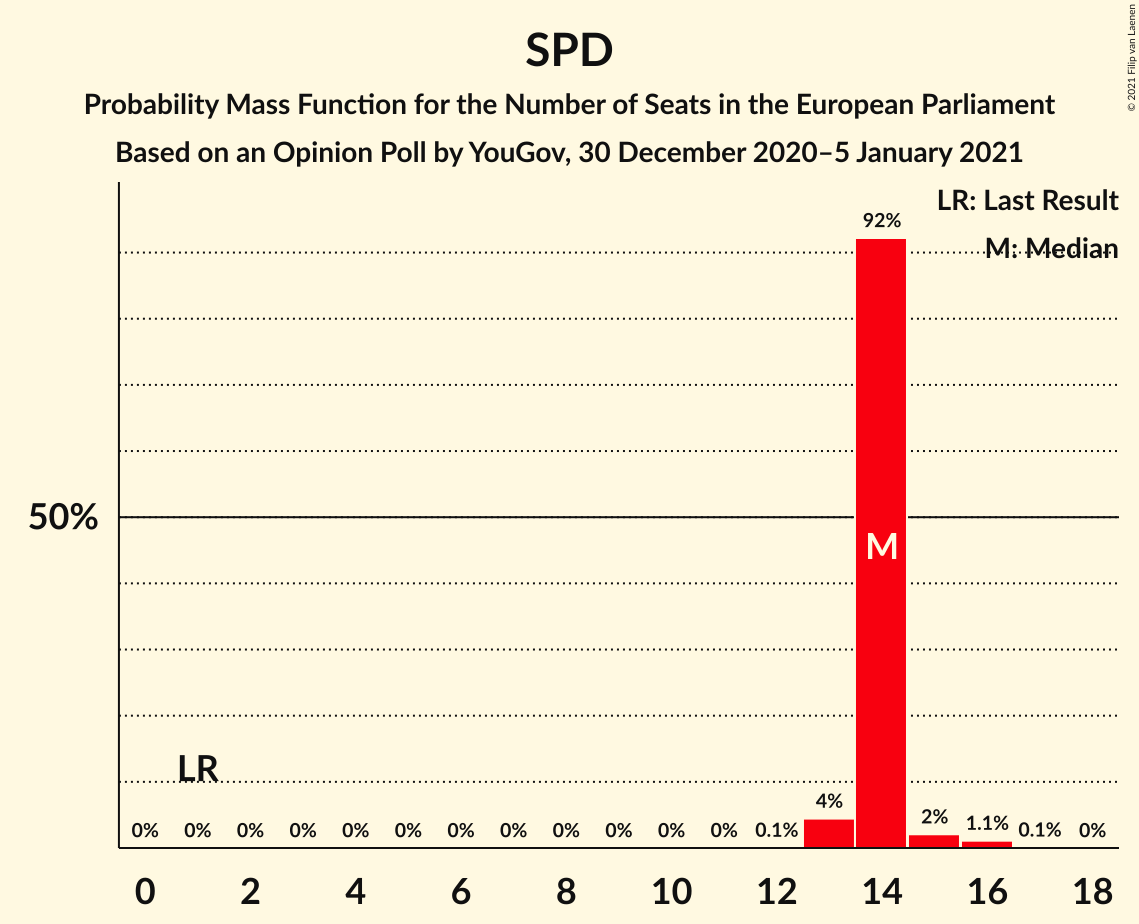 SPD
Probability Mass Function for the Number of Seats in the European Parliament
Based on an Opinion Poll by YouGov, 30 December 2020–5 January 2021
© 2021 Filip van Laenen
LR: Last Result
M: Median
92%
50%
M
LR
0% 0% 0% 0% 0% 0% 0% 0% 0% 0% 0% 0% 0.1% 4% 2% 1.1% 0.1% 0%
0 2 4 6 8 10 12 14 16 18